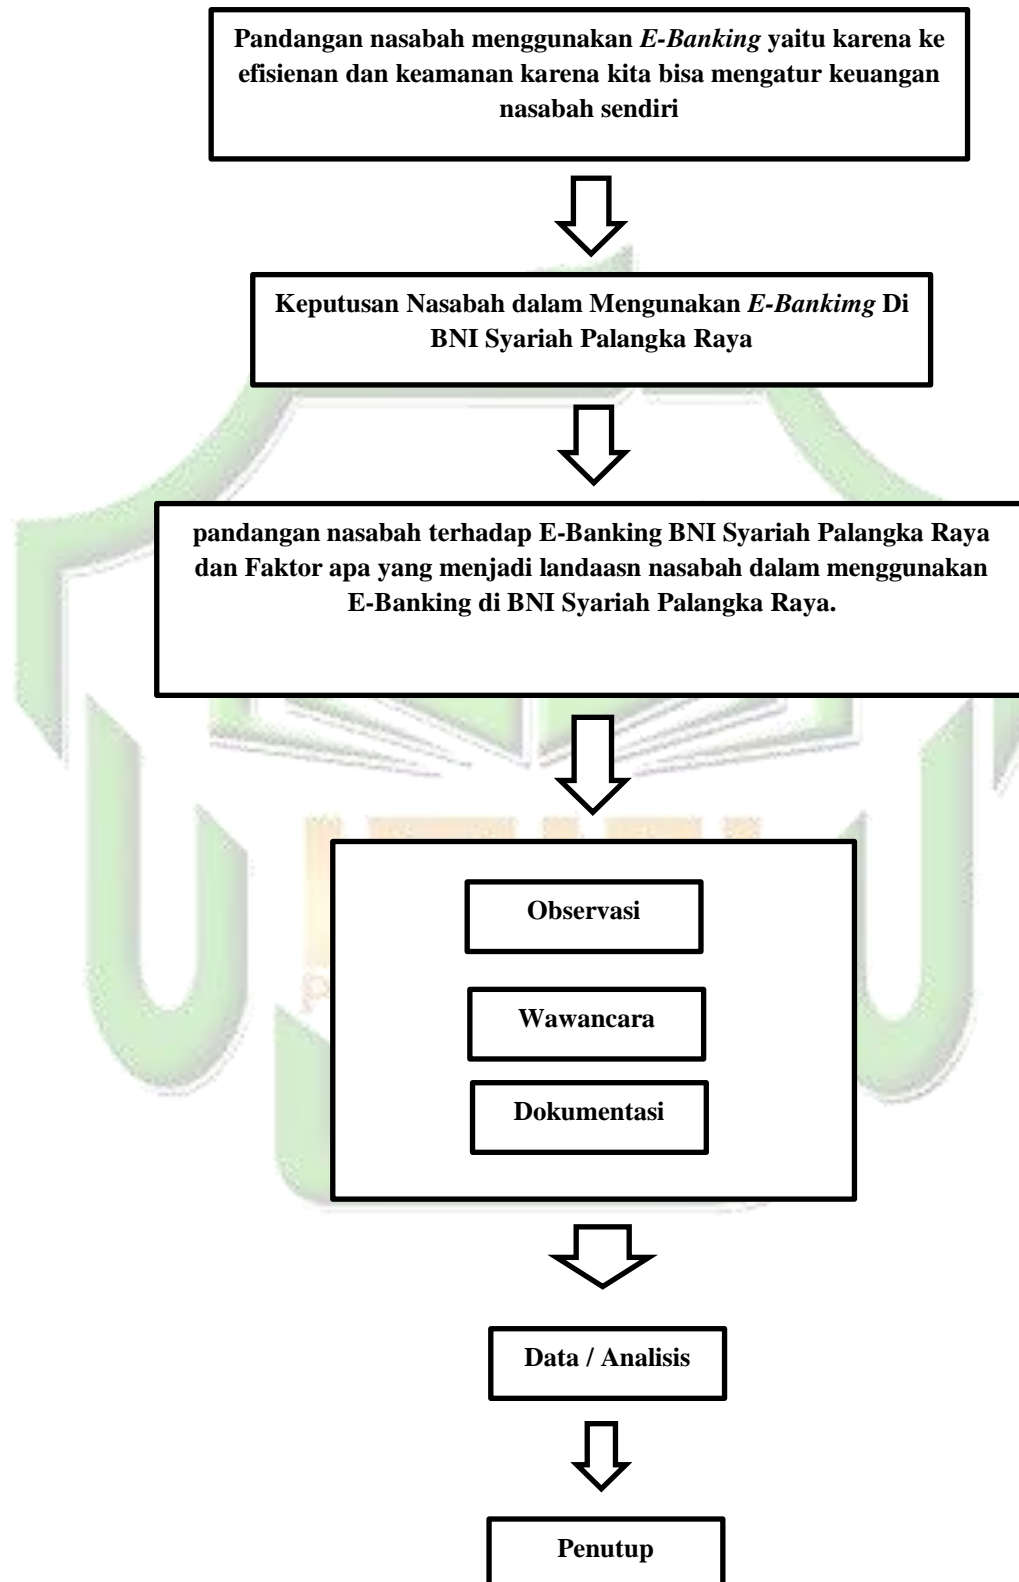 Pandangan nasabah menggunakan E-Banking yaitu karena ke
efisienan dan keamanan karena kita bisa mengatur keuangan
nasabah sendiri
Keputusan Nasabah dalam Mengunakan E-Bankimg Di
BNI Syariah Palangka Raya
pandangan nasabah terhadap E-Banking BNI Syariah Palangka Raya
dan Faktor apa yang menjadi landaasn nasabah dalam menggunakan
E-Banking di BNI Syariah Palangka Raya.
Observasi
Wawancara
Dokumentasi
Data / Analisis
Penutup